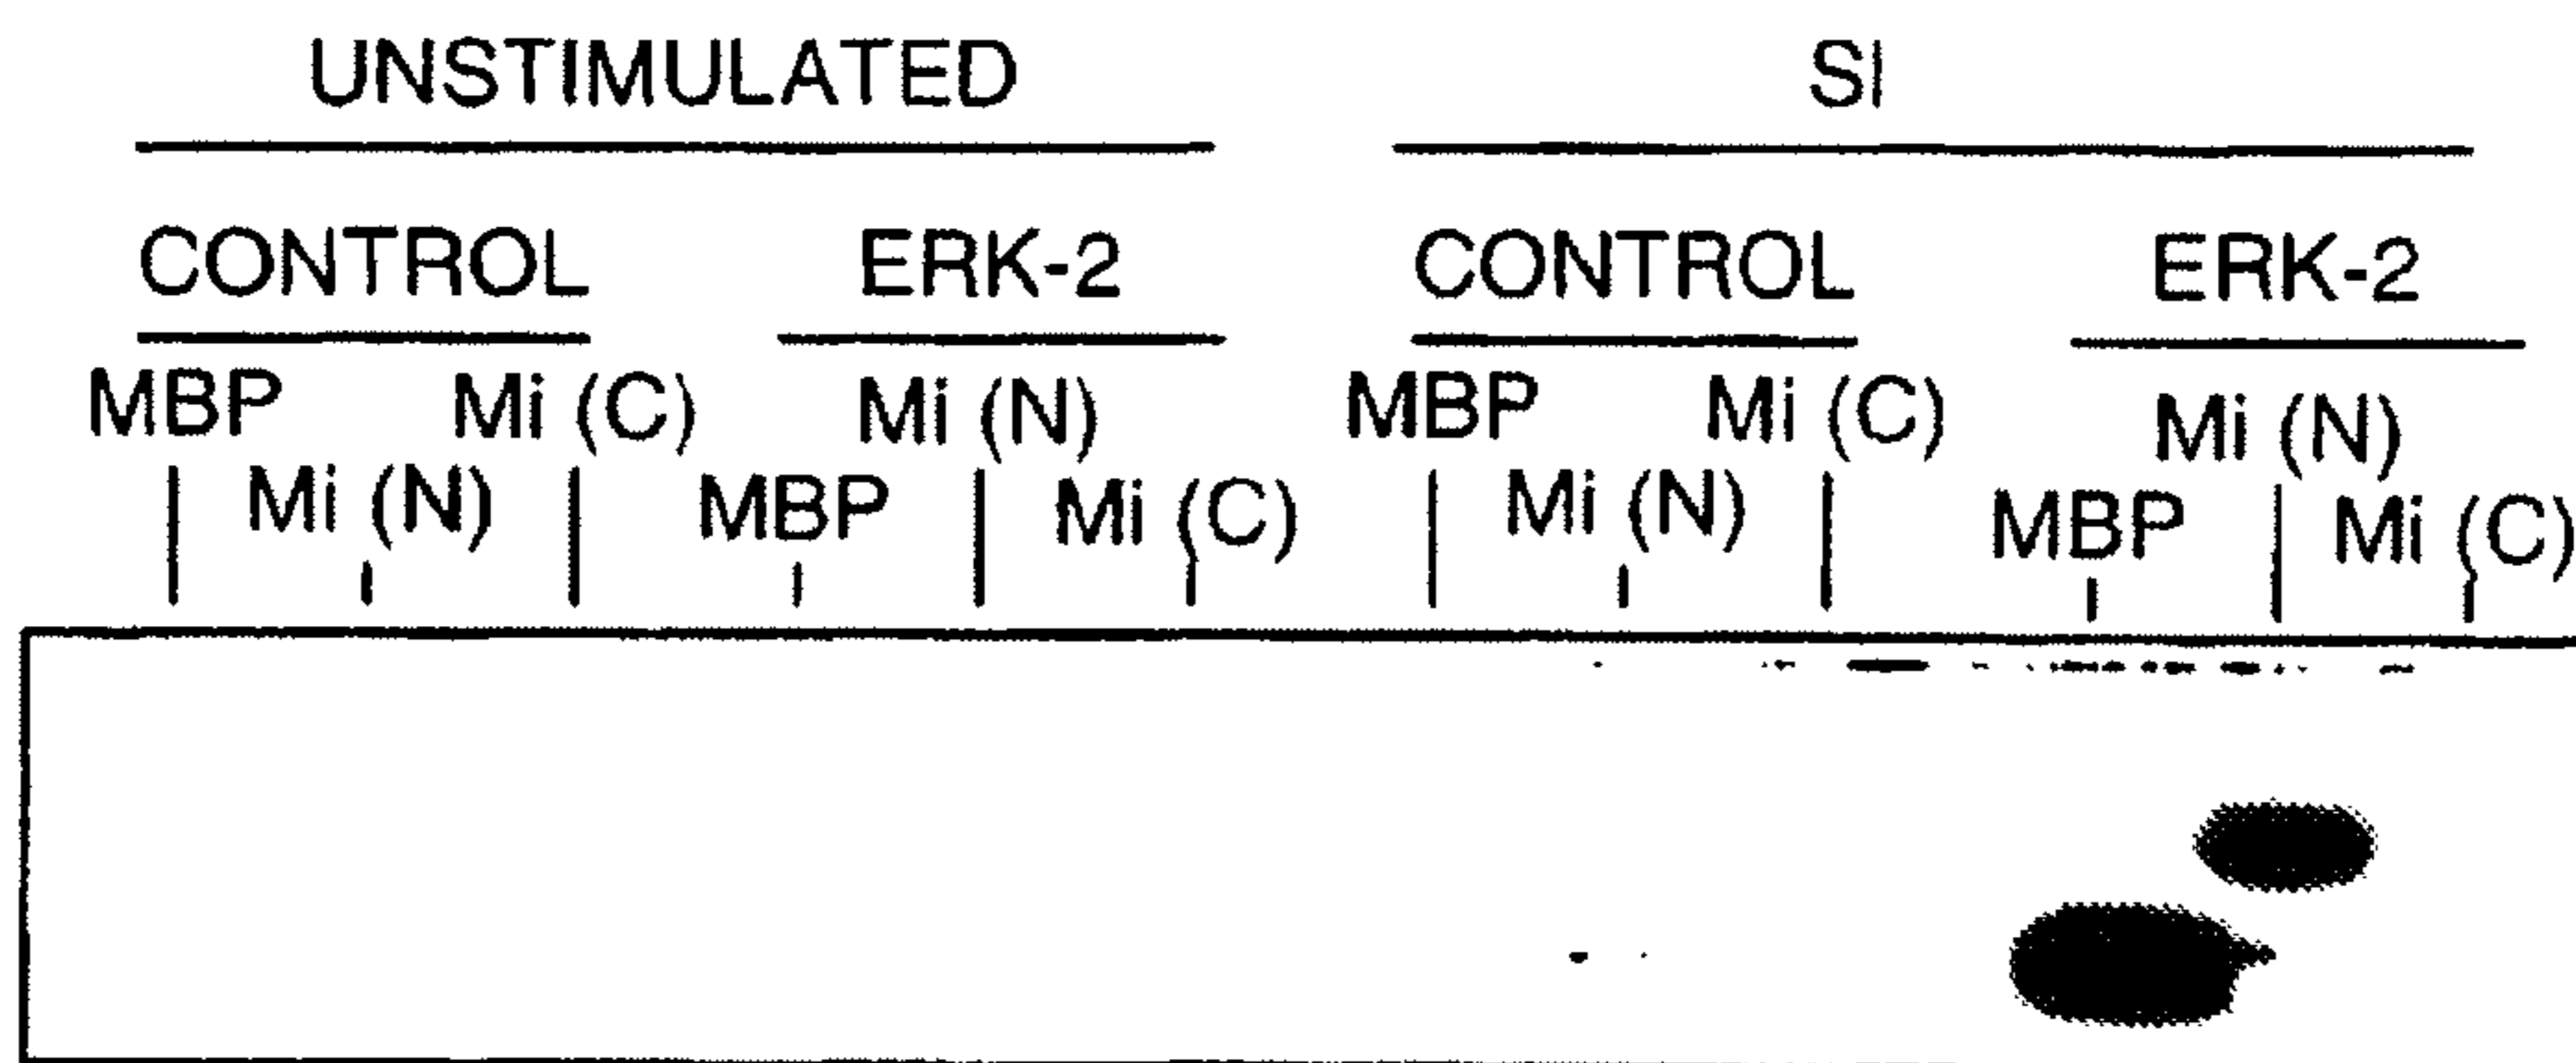 UNSTIMULATED SI
CONTROL ERK-2 CONTROL ERK-2
MBP Mi (C) Mi (N) MBP Mi (C) Mi (N)
Mi (N) MBP Mi (C) Mi (N) MBP Mi (C)